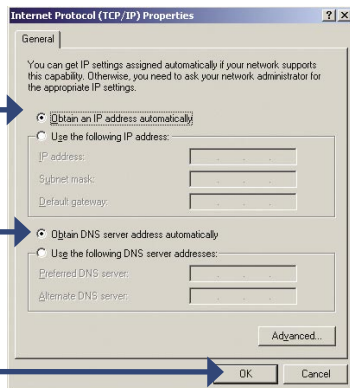 Internet Protocol (TCP/IP) Properties
General
You can get IP settings assigned automatically if your network supports
this capability. Otherwise, you need to ask your network administrator for
the appropriate IP settings.
Obtain an IP address automatically
Use the following IP address:
IP address:
Subnet mask:
Default gateway:
Obtain DNS server address automatically
Use the following DNS server addresses:
Preferred DNS server:
Alternate DNS server:
Advanced...
OK
Cancel